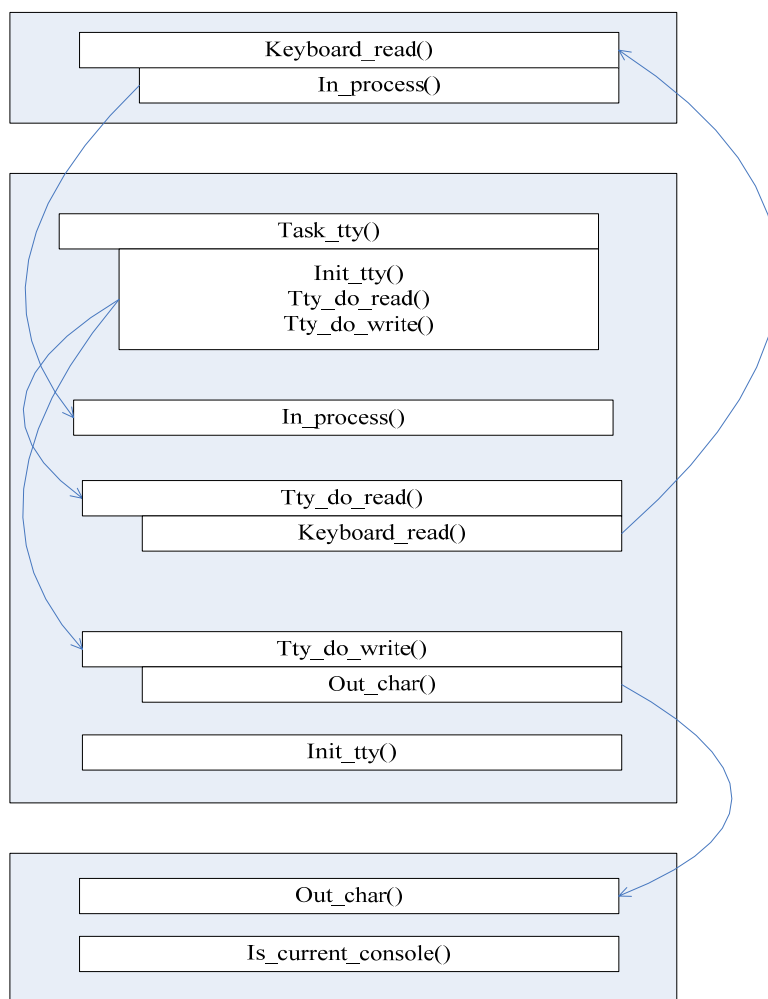 Keyboard_read()
In_process()
Task_tty()
Init_tty()
Tty_do_read()
Tty_do_write()
In_process()
Tty_do_read()
Keyboard_read()
Tty_do_write()
Out_char()
Init_tty()
Out_char()
Is_current_console()